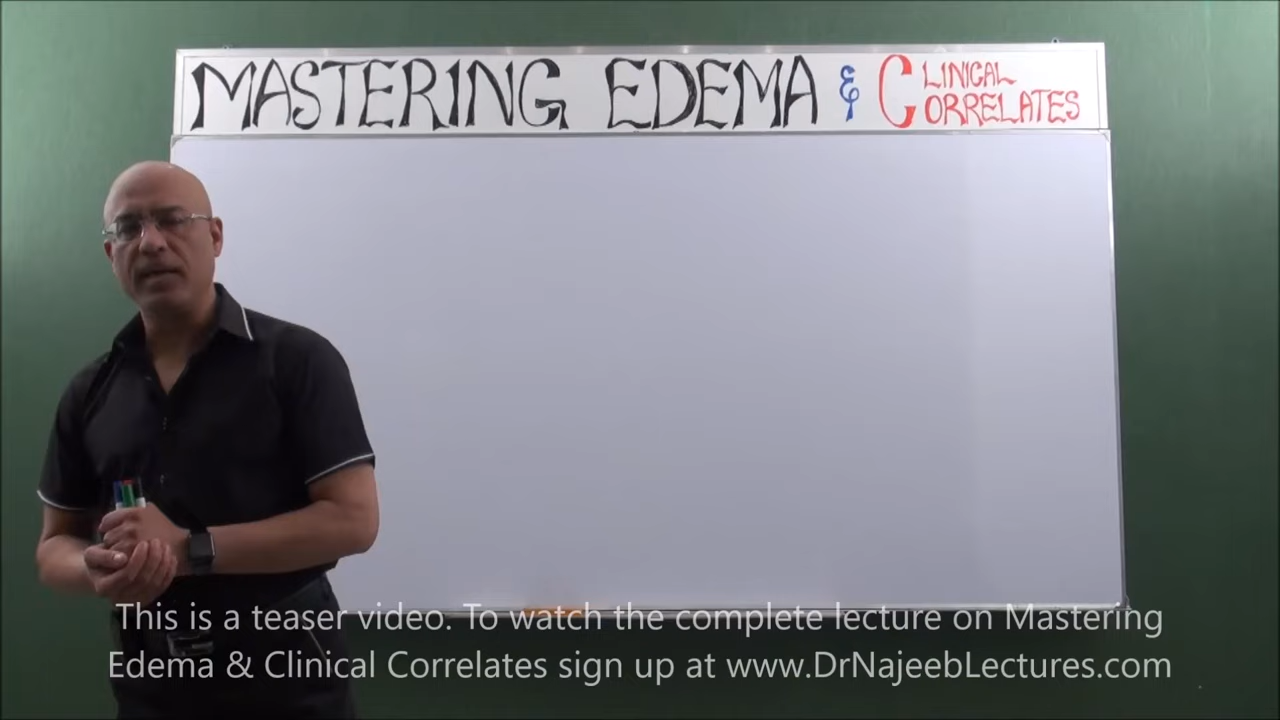 MASTERING EDEMA & CLINICAL CORRELATES
This is a teaser video. To watch the complete lecture on Mastering
Edema & Clinical Correlates sign up at www.DrNajeebLectures.com